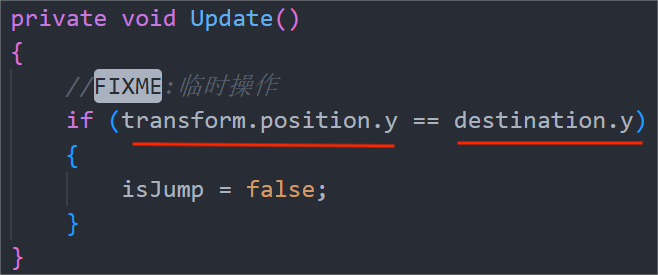 private void Update()
{
//FIXME:临时操作
if (transform.position.y == destination.y)
{
isJump = false;
}
}